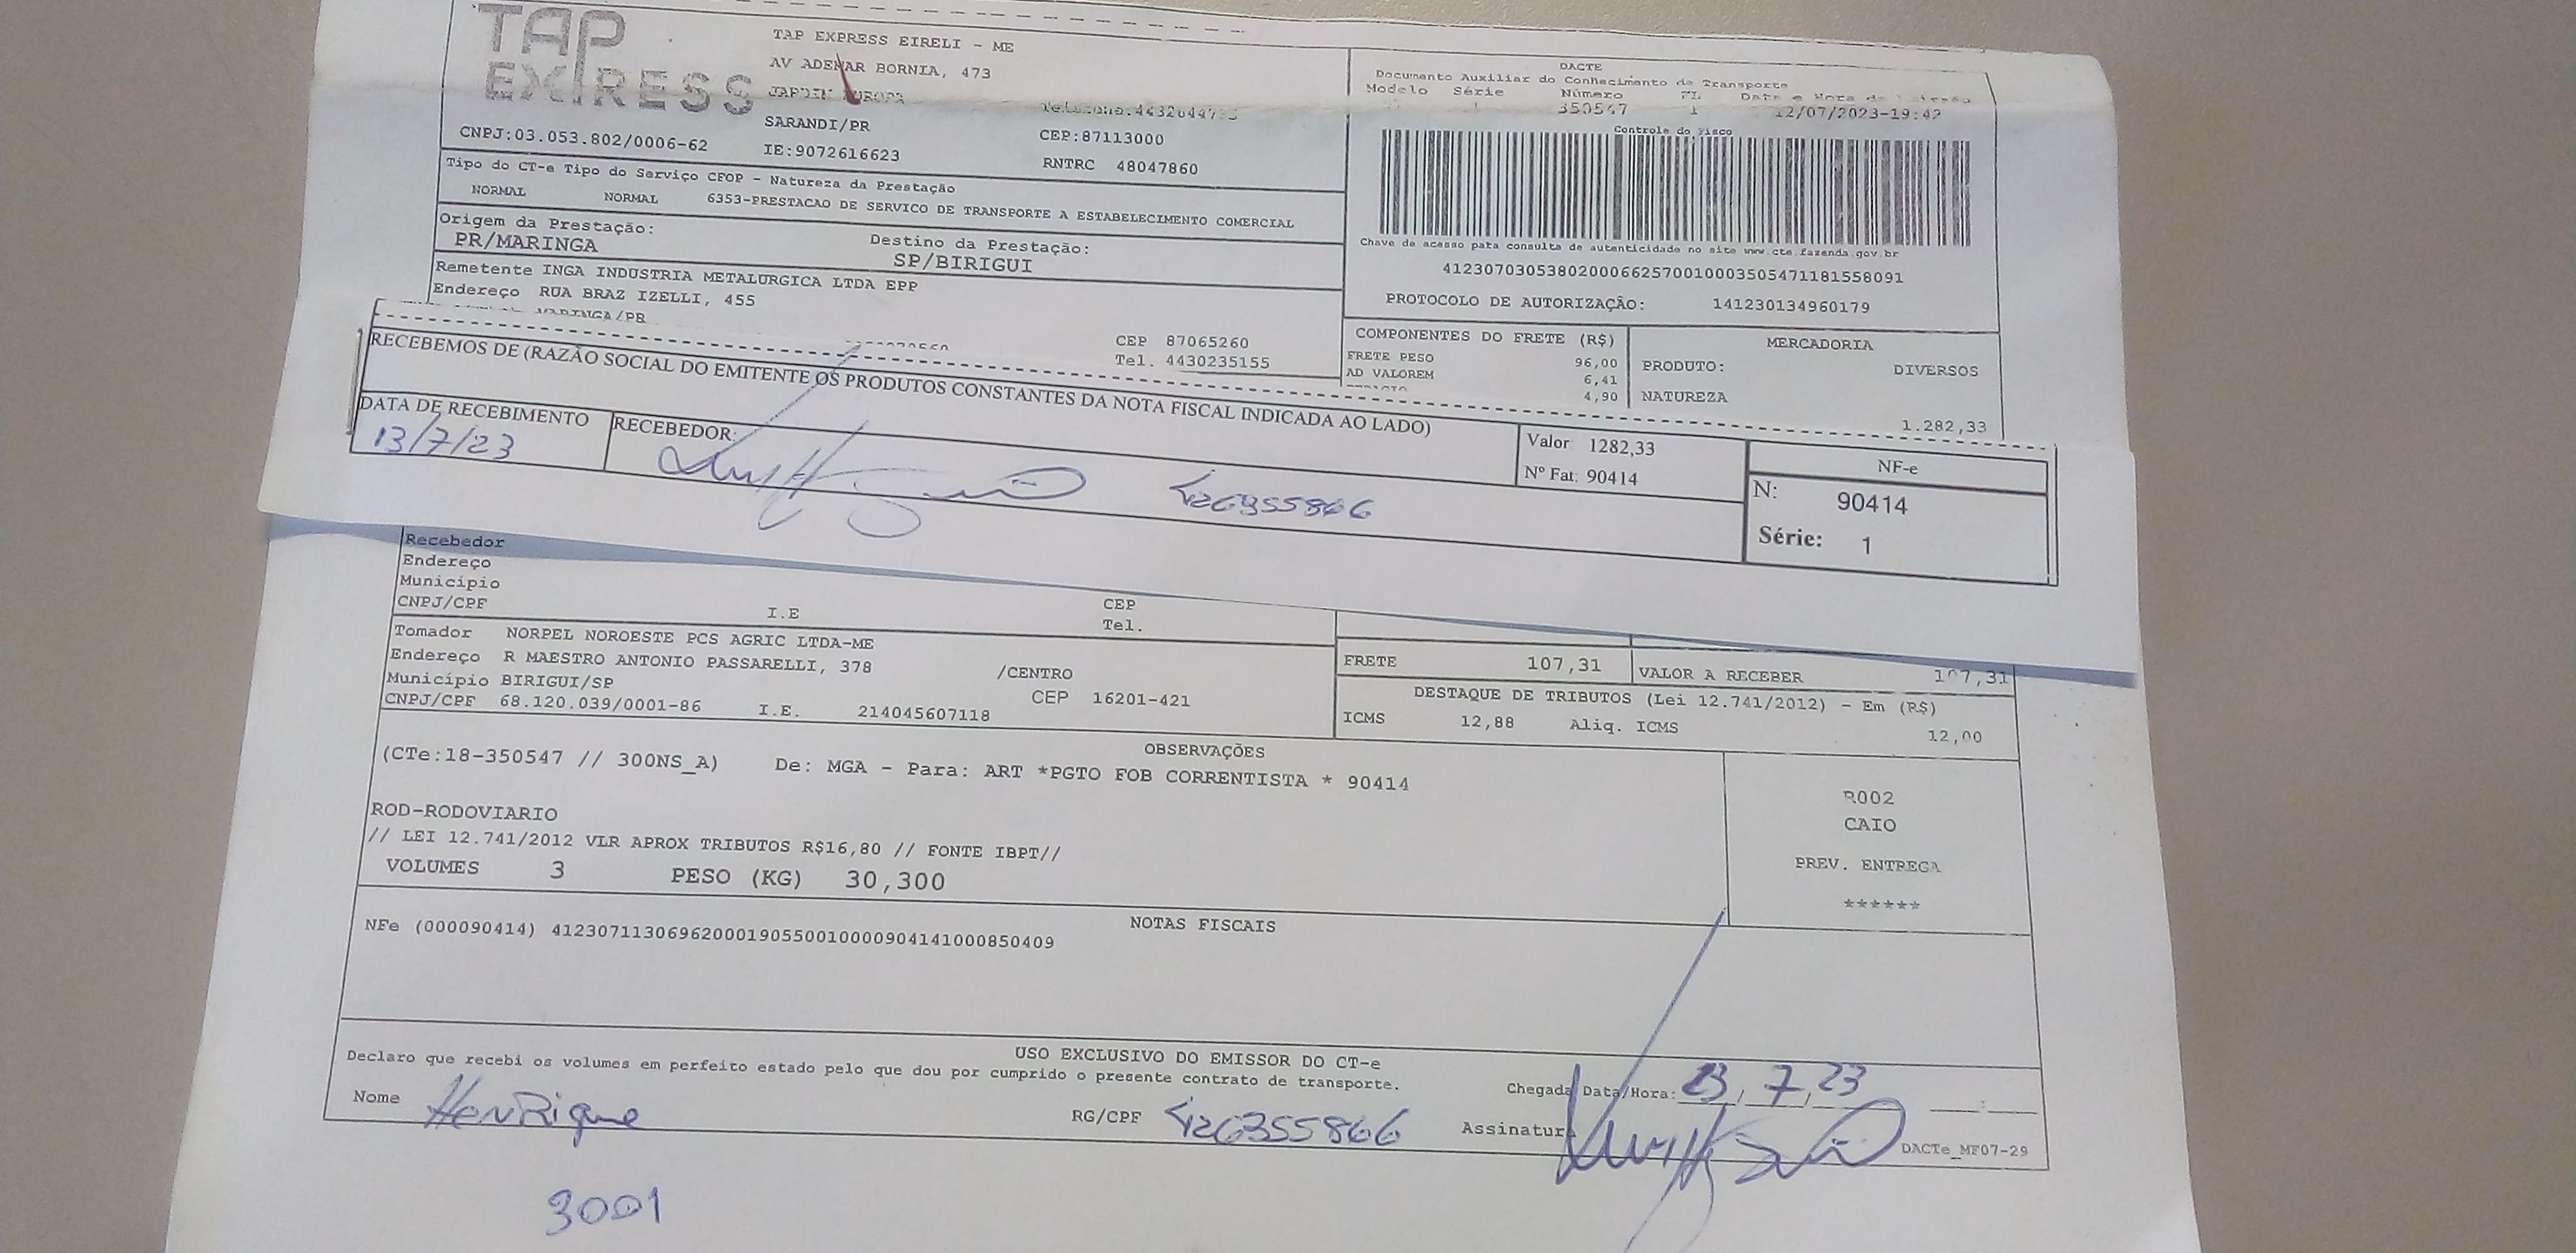 TAP EXPRESS
TAP EXPRESS EIRELI - ME
AV ADEMAR BORNIA, 473
JARDIM EUROPA
SARANDI/PR
CEP:87113000
CNPJ:03.053.802/0006-62
IE:9072616623
RNTRC 48047860
DACTE
Documento Auxiliar do Conhecimento de Transporte
Modelo Série Número FL Data e Hora de Emissão
1 350547 1 12/07/2023-19:42
Controle do Fisco
Chave de acesso pata consulta de autenticidade no site www.cte.fazenda.gov.br
41230703053802000662570010003505471181558091
PROTOCOLO DE AUTORIZAÇÃO: 141230134960179
Tipo do CT-e Tipo do Serviço CFOP - Natureza da Prestação
NORMAL NORMAL 6353-PRESTACAO DE SERVICO DE TRANSPORTE A ESTABELECIMENTO COMERCIAL
Origem da Prestação: Destino da Prestação:
PR/MARINGA SP/BIRIGUI
Remetente INGA INDUSTRIA METALURGICA LTDA EPP
Endereço RUA BRAZ IZELLI, 455
MARINGA/PR
CEP 87065260
Tel. 4430235155
COMPONENTES DO FRETE (R$)
FRETE PESO 96,00
AD VALOREM 6,41
4,90
MERCADORIA
PRODUTO: DIVERSOS
NATUREZA
1.282,33
RECEBEMOS DE (RAZÃO SOCIAL DO EMITENTE OS PRODUTOS CONSTANTES DA NOTA FISCAL INDICADA AO LADO)
DATA DE RECEBIMENTO
13/7/23
RECEBEDOR:
426355866
Valor 1282,33
Nº Fat: 90414
NF-e
N: 90414
Série: 1
Recebedor
Endereço
Município
CNPJ/CPF I.E CEP
Tel.
Tomador NORPEL NOROESTE PCS AGRIC LTDA-ME
Endereço R MAESTRO ANTONIO PASSARELLI, 378 /CENTRO
Município BIRIGUI/SP CEP 16201-421
CNPJ/CPF 68.120.039/0001-86 I.E. 214045607118
FRETE 107,31 VALOR A RECEBER 107,31
DESTAQUE DE TRIBUTOS (Lei 12.741/2012) - Em (R$)
ICMS 12,88 Aliq. ICMS 12,00
OBSERVAÇÕES
(CTe:18-350547 // 300NS_A) De: MGA - Para: ART *PGTO FOB CORRENTISTA * 90414
ROD-RODOVIARIO
// LEI 12.741/2012 VLR APROX TRIBUTOS R$16,80 // FONTE IBPT//
VOLUMES 3 PESO (KG) 30,300
R002
CAIO
PREV. ENTREGA
******
NOTAS FISCAIS
NFe (000090414) 41230711306962000190550010000904141000850409
USO EXCLUSIVO DO EMISSOR DO CT-e
Declaro que recebi os volumes em perfeito estado pelo que dou por cumprido o presente contrato de transporte.
Chegada Data/Hora: 13/7/23
Nome Henrique RG/CPF 426355866 Assinatura
DACTe_MF07-29
3001